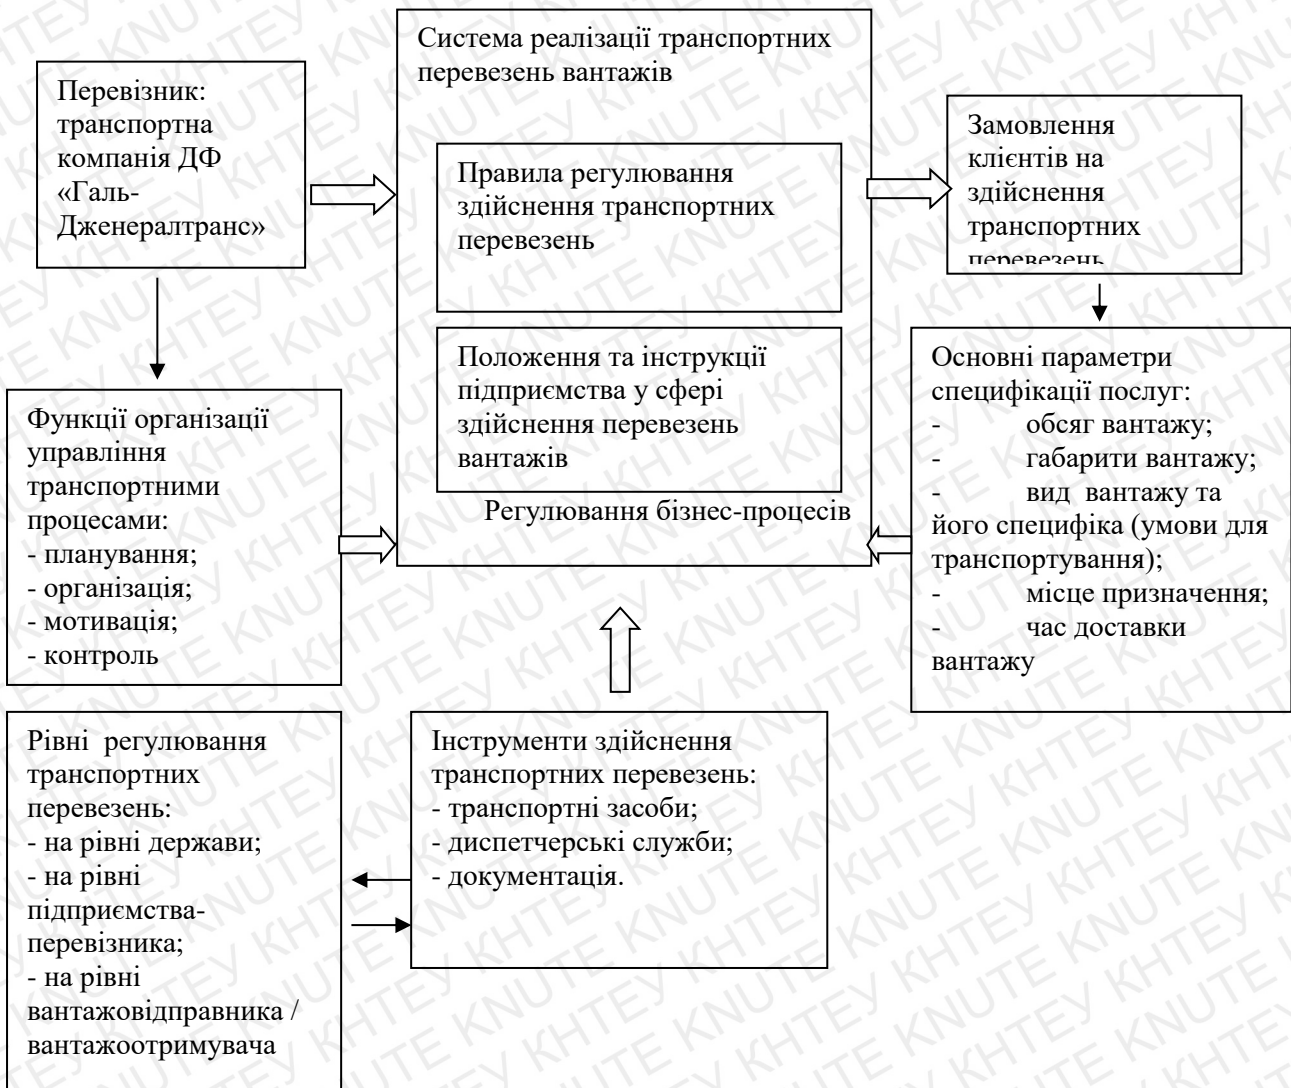 Система реалізації транспортних
перевезень вантажів
Перевізник:
транспортна
компанія ДФ
«Галь-
Дженералтранс»
Правила регулювання
здійснення транспортних
перевезень
Замовлення
клієнтів на
здійснення
транспортних
перевезень
Положення та інструкції
підприємства у сфері
здійснення перевезень
вантажів
Регулювання бізнес-процесів
Функції організації
управління
транспортними
процесами:
- планування;
- організація;
- мотивація;
- контроль
Основні параметри
специфікації послуг:
- обсяг вантажу;
- габарити вантажу;
- вид вантажу та
його специфіка (умови для
транспортування);
- місце призначення;
- час доставки
вантажу
Рівні регулювання
транспортних
перевезень:
- на рівні держави;
- на рівні
підприємства-
перевізника;
- на рівні
вантажовідправника /
вантажоотримувача
Інструменти здійснення
транспортних перевезень:
- транспортні засоби;
- диспетчерські служби;
- документація.